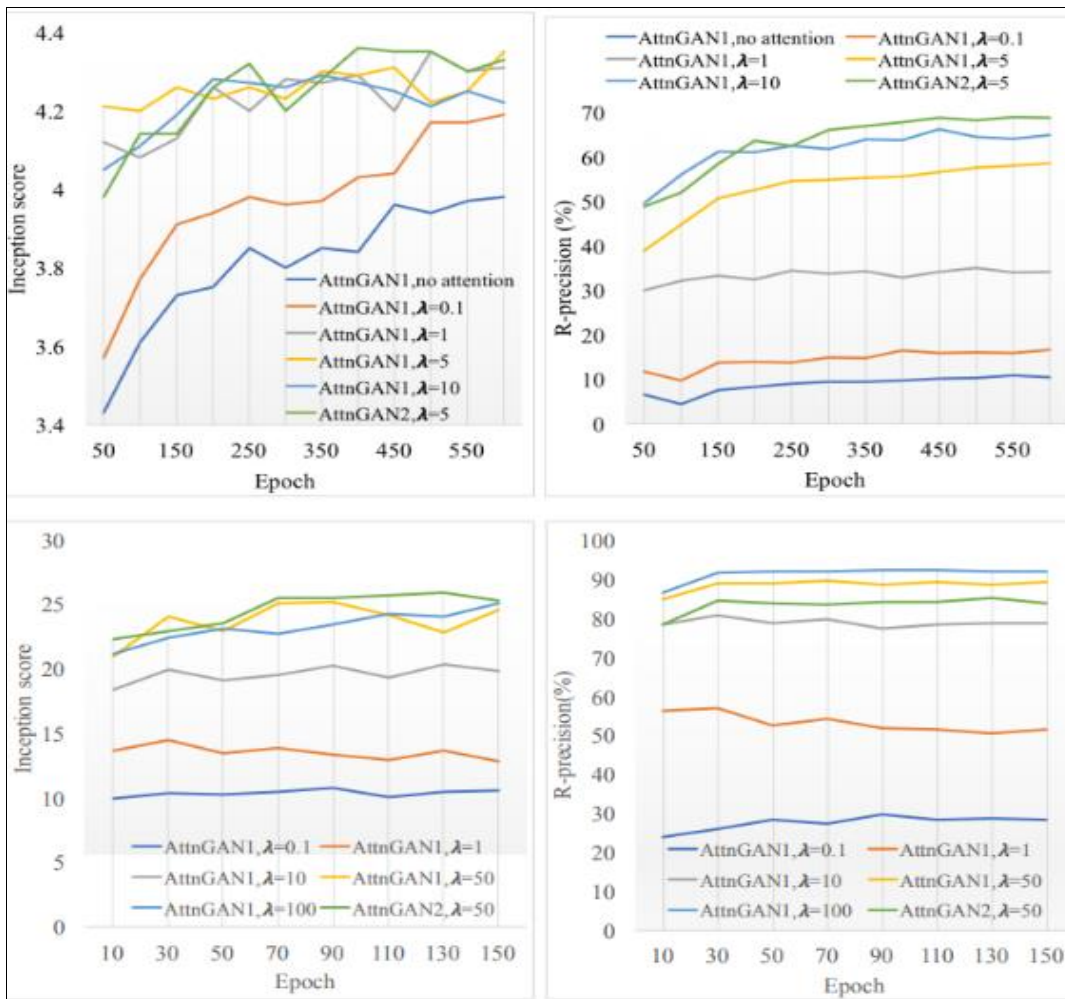 4.4
4.2
4
3.8
3.6
3.4
Inception score
50 150 250 350 450 550
Epoch
AttnGAN1,no attention
AttnGAN1,λ=0.1
AttnGAN1,λ=1
AttnGAN1,λ=5
AttnGAN1,λ=10
AttnGAN2,λ=5
AttnGAN1,no attention AttnGAN1,λ=0.1
AttnGAN1,λ=1 AttnGAN1,λ=5
AttnGAN1,λ=10 AttnGAN2,λ=5
70
60
50
40
30
20
10
0
R-precision (%)
50 150 250 350 450 550
Epoch
30
25
20
15
10
5
0
Inception score
AttnGAN1,λ=0.1 AttnGAN1,λ=1
AttnGAN1,λ=10 AttnGAN1,λ=50
AttnGAN1,λ=100 AttnGAN2,λ=50
10 30 50 70 90 110 130 150
Epoch
100
90
80
70
60
50
40
30
20
10
0
R-precision(%)
AttnGAN1,λ=0.1 AttnGAN1,λ=1
AttnGAN1,λ=10 AttnGAN1,λ=50
AttnGAN1,λ=100 AttnGAN2,λ=50
10 30 50 70 90 110 130 150
Epoch